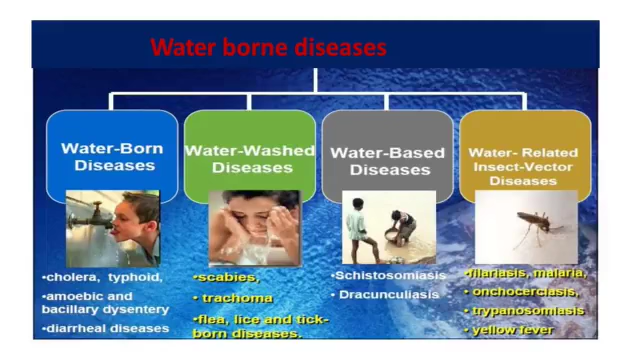 Water borne diseases
Water-Born
Diseases
•cholera, typhoid,
•amoebic and
bacillary dysentery
•diarrheal diseases
Water-Washed
Diseases
•scabies,
• trachoma
•flea, lice and tick-
born diseases.
Water-Based
Diseases
•Schistosomiasis
• Dracunculiasis
Water- Related
Insect-Vector
Diseases
•filariasis, malaria,
• onchocerciasis,
• trypanosomiasis
• yellow fever